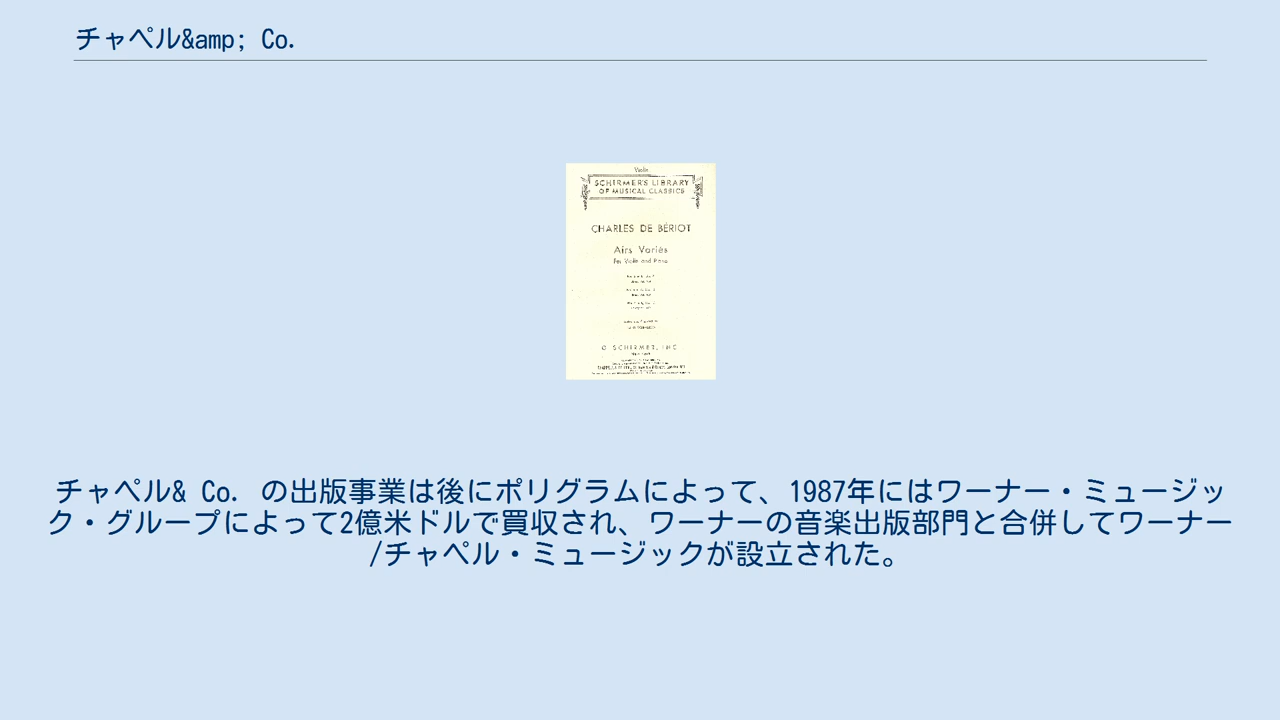 チャペル&amp; Co.
Violin
SCHIRMER'S LIBRARY
OF MUSICAL CLASSICS
CHARLES DE BÉRIOT
Airs Variés
For Violin and Piano
G. SCHIRMER, INC.
チャペル& Co. の出版事業は後にポリグラムによって、1987年にはワーナー・ミュージッ
ク・グループによって2億米ドルで買収され、ワーナーの音楽出版部門と合併してワーナー
/チャペル・ミュージックが設立された。